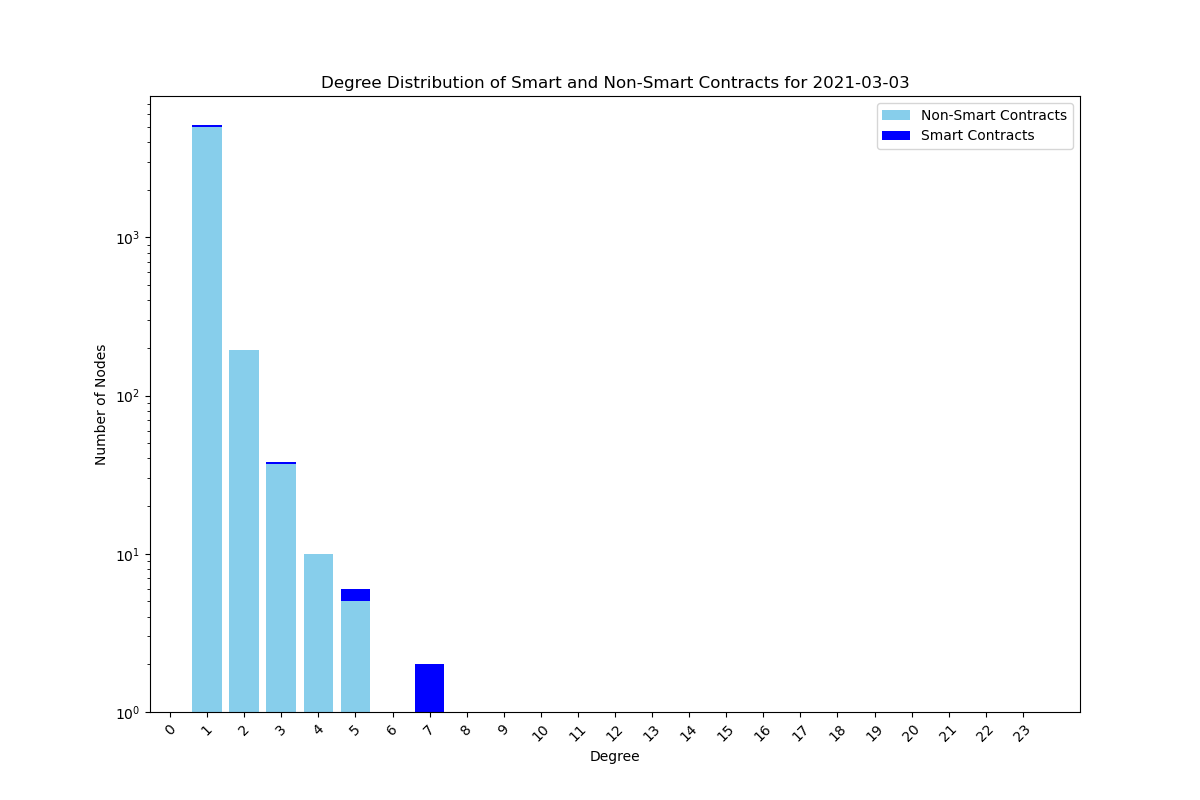 Degree Distribution of Smart and Non-Smart Contracts for 2021-03-03
Non-Smart Contracts
Smart Contracts
Number of Nodes
10³
10²
10¹
10⁰
0 1 2 3 4 5 6 7 8 9 10 11 12 13 14 15 16 17 18 19 20 21 22 23
Degree